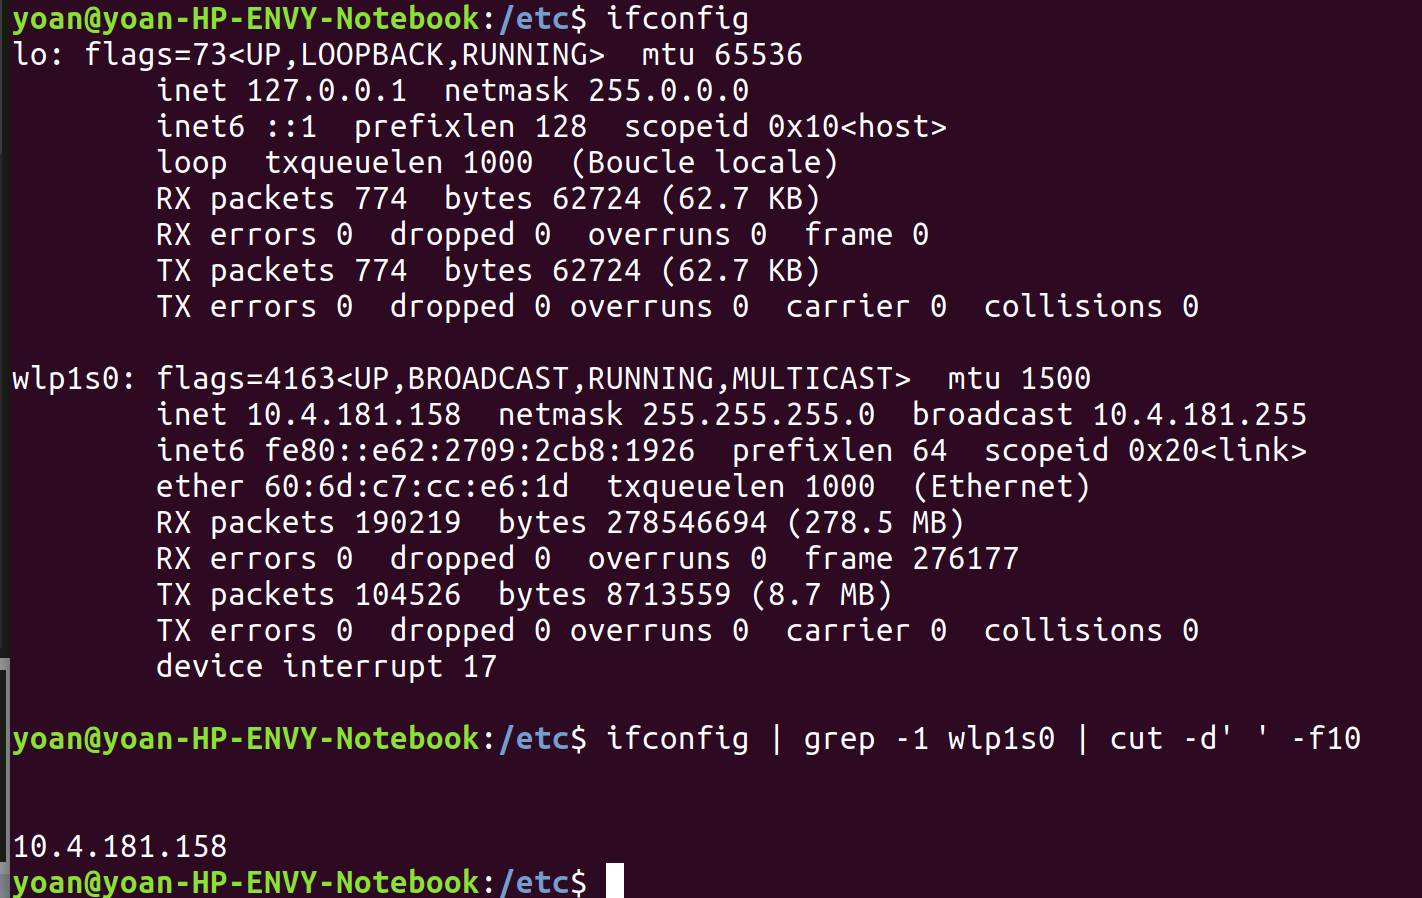 yoan@yoan-HP-ENVY-Notebook:/etc$ ifconfig
lo: flags=73<UP,LOOPBACK,RUNNING>  mtu 65536
        inet 127.0.0.1  netmask 255.0.0.0
        inet6 ::1  prefixlen 128  scopeid 0x10<host>
        loop  txqueuelen 1000  (Boucle locale)
        RX packets 774  bytes 62724 (62.7 KB)
        RX errors 0  dropped 0  overruns 0  frame 0
        TX packets 774  bytes 62724 (62.7 KB)
        TX errors 0  dropped 0 overruns 0  carrier 0  collisions 0

wlp1s0: flags=4163<UP,BROADCAST,RUNNING,MULTICAST>  mtu 1500
        inet 10.4.181.158  netmask 255.255.255.0  broadcast 10.4.181.255
        inet6 fe80::e62:2709:2cb8:1926  prefixlen 64  scopeid 0x20<link>
        ether 60:6d:c7:cc:e6:1d  txqueuelen 1000  (Ethernet)
        RX packets 190219  bytes 278546694 (278.5 MB)
        RX errors 0  dropped 0  overruns 0  frame 276177
        TX packets 104526  bytes 8713559 (8.7 MB)
        TX errors 0  dropped 0 overruns 0  carrier 0  collisions 0
        device interrupt 17

yoan@yoan-HP-ENVY-Notebook:/etc$ ifconfig | grep -1 wlp1s0 | cut -d' ' -f10


10.4.181.158
yoan@yoan-HP-ENVY-Notebook:/etc$